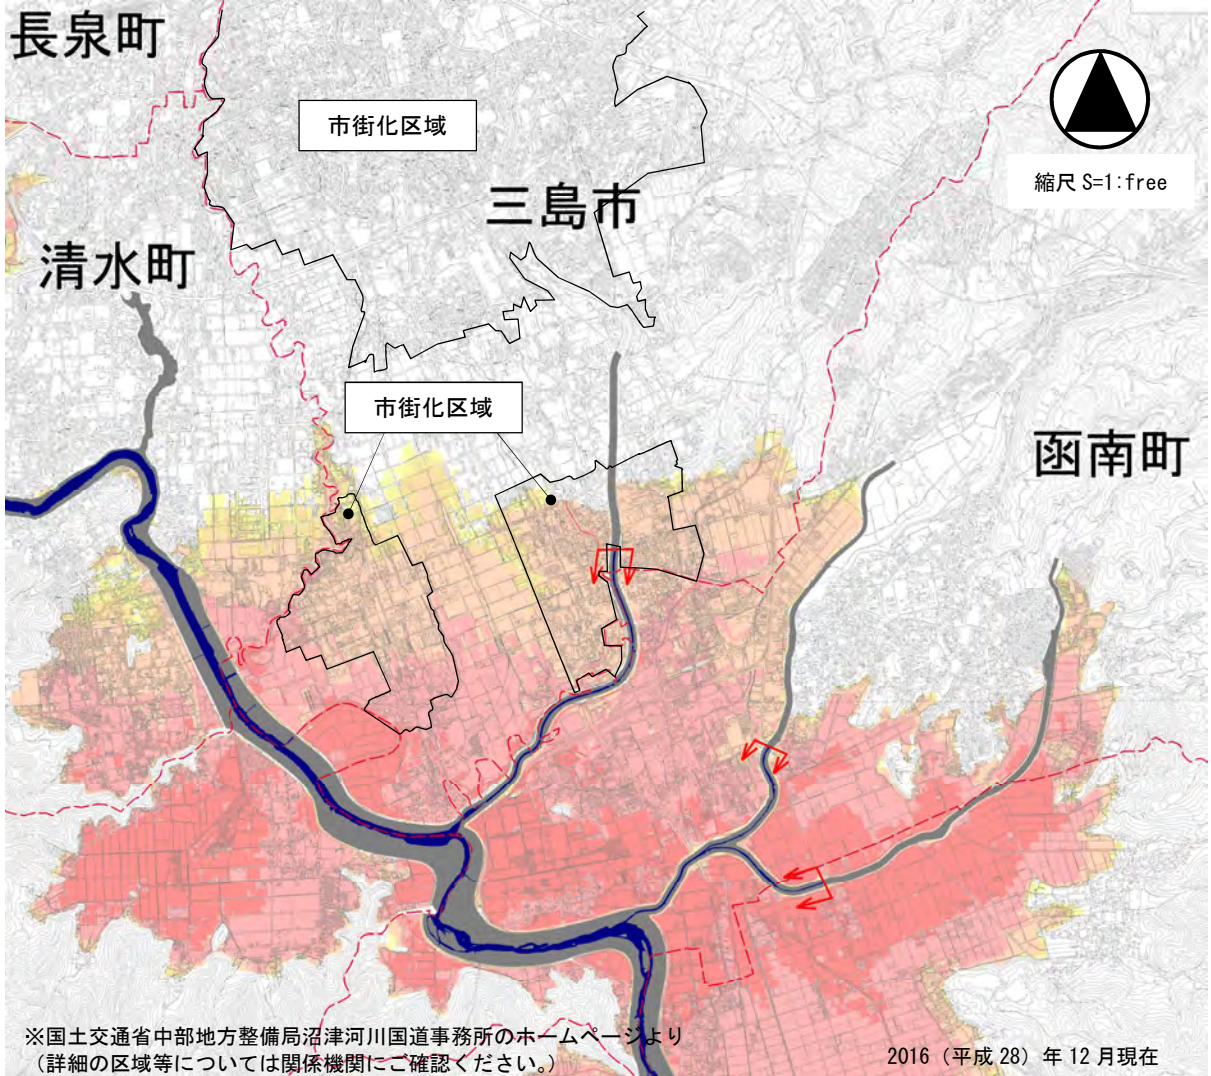 長泉町
市街化区域
縮尺 S=1:free
三島市
清水町
市街化区域
函南町
※国土交通省中部地方整備局沼津河川国道事務所のホームページより
（詳細の区域等については関係機関にご確認ください。）
2016（平成 28）年 12 月現在